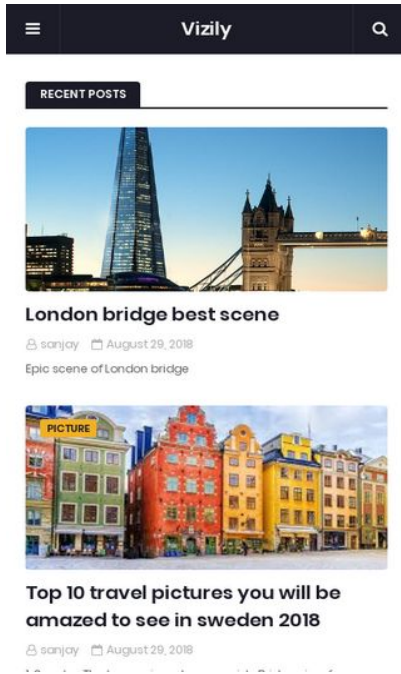 Vizily
RECENT POSTS
London bridge best scene
sanjay August 29, 2018
Epic scene of London bridge
PICTURE
Top 10 travel pictures you will be
amazed to see in sweden 2018
sanjay August 29, 2018